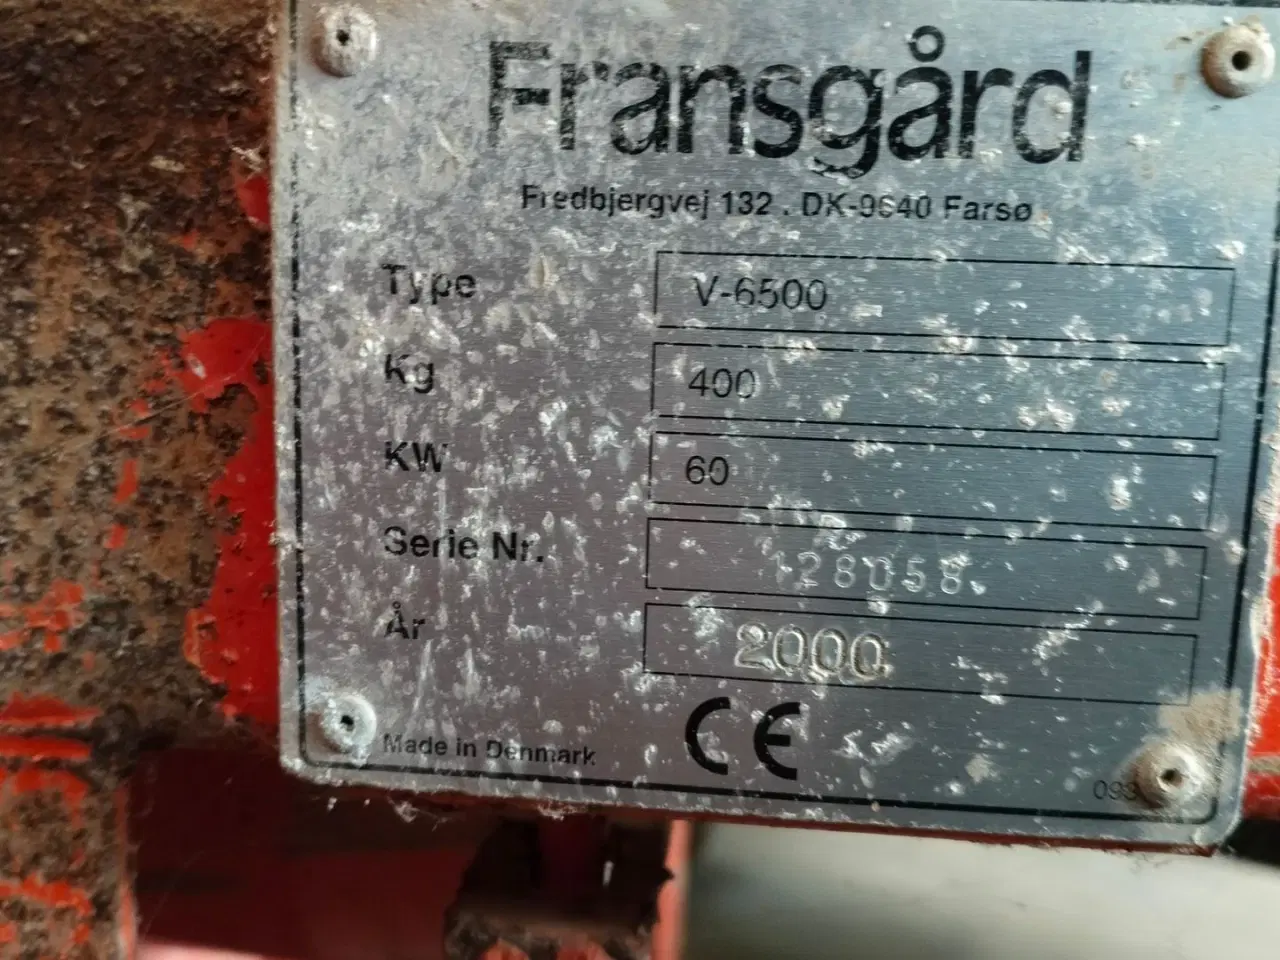 Fransgård
Fredbjergvej 132 . DK-9640 Farsø
Type V-6500
Kg 400
KW 60
Serie Nr. 128058
År 2000
CE
Made in Denmark